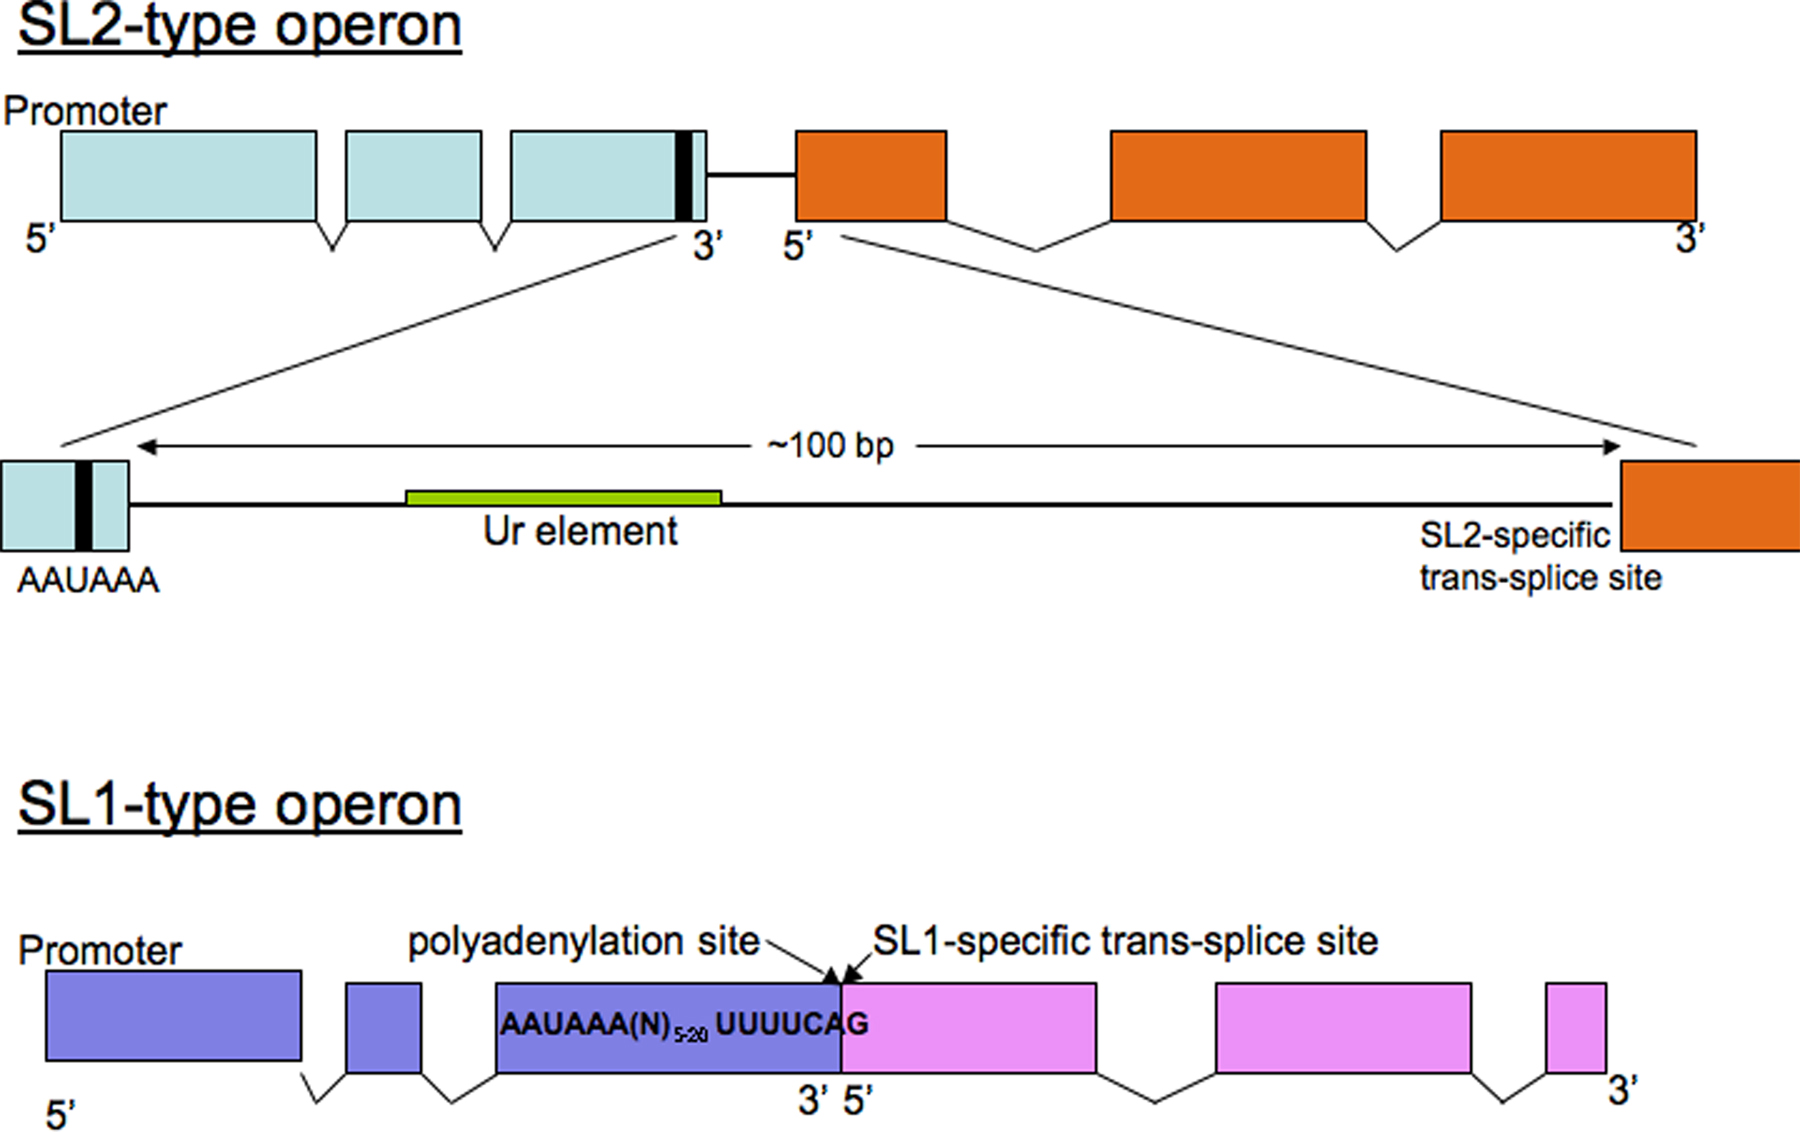 SL2-type operon
Promoter
5’ 3’ 5’ 3’
~100 bp
Ur element
SL2-specific
trans-splice site
AAUAAA
SL1-type operon
polyadenylation site SL1-specific trans-splice site
Promoter
AAUAAA(N) 5-20 UUUUCAG
5’ 3’ 5’ 3’